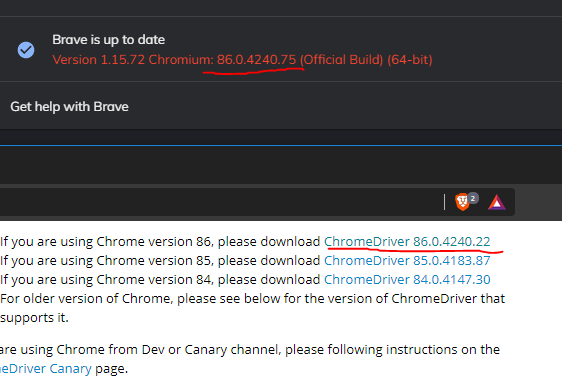 Brave is up to date
Version 1.15.72 Chromium: 86.0.4240.75 (Official Build) (64-bit)
Get help with Brave
2
If you are using Chrome version 86, please download ChromeDriver 86.0.4240.22
If you are using Chrome version 85, please download ChromeDriver 85.0.4183.87
If you are using Chrome version 84, please download ChromeDriver 84.0.4147.30
For older version of Chrome, please see below for the version of ChromeDriver that
supports it.
are using Chrome from Dev or Canary channel, please following instructions on the
eDriver Canary page.